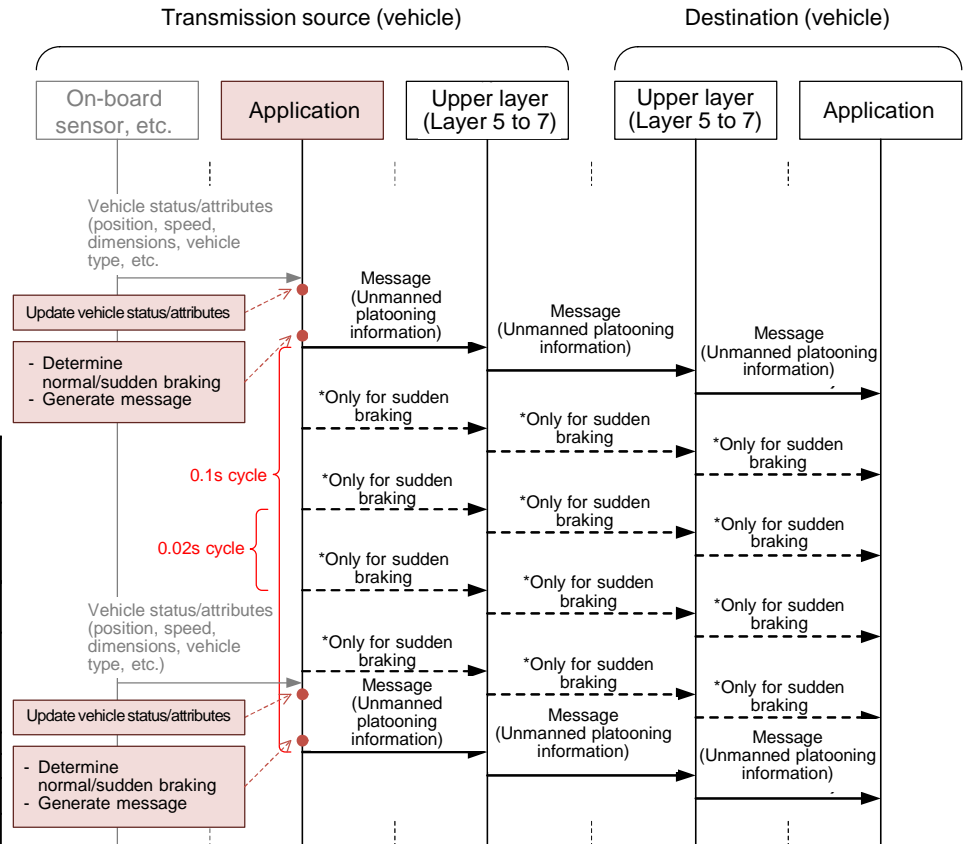 Transmission source (vehicle)
Destination (vehicle)
On-board
sensor, etc.
Application
Upper layer
(Layer 5 to 7)
Upper layer
(Layer 5 to 7)
Application
Vehicle status/attributes
(position, speed,
dimensions, vehicle
type, etc.
Update vehicle status/attributes
- Determine
normal/sudden braking
- Generate message
Message
(Unmanned
platooning
information)
Message
(Unmanned platooning
information)
Message
(Unmanned platooning
information)
*Only for sudden
braking
*Only for sudden
braking
*Only for sudden
braking
0.1s cycle
*Only for sudden
braking
*Only for sudden
braking
*Only for sudden
braking
0.02s cycle
*Only for sudden
braking
*Only for sudden
braking
*Only for sudden
braking
Vehicle status/attributes
(position, speed,
dimensions, vehicle
type, etc.)
*Only for sudden
braking
*Only for sudden
braking
*Only for sudden
braking
Update vehicle status/attributes
- Determine
normal/sudden braking
- Generate message
Message
(Unmanned
platooning
information)
Message
(Unmanned platooning
information)
Message
(Unmanned platooning
information)